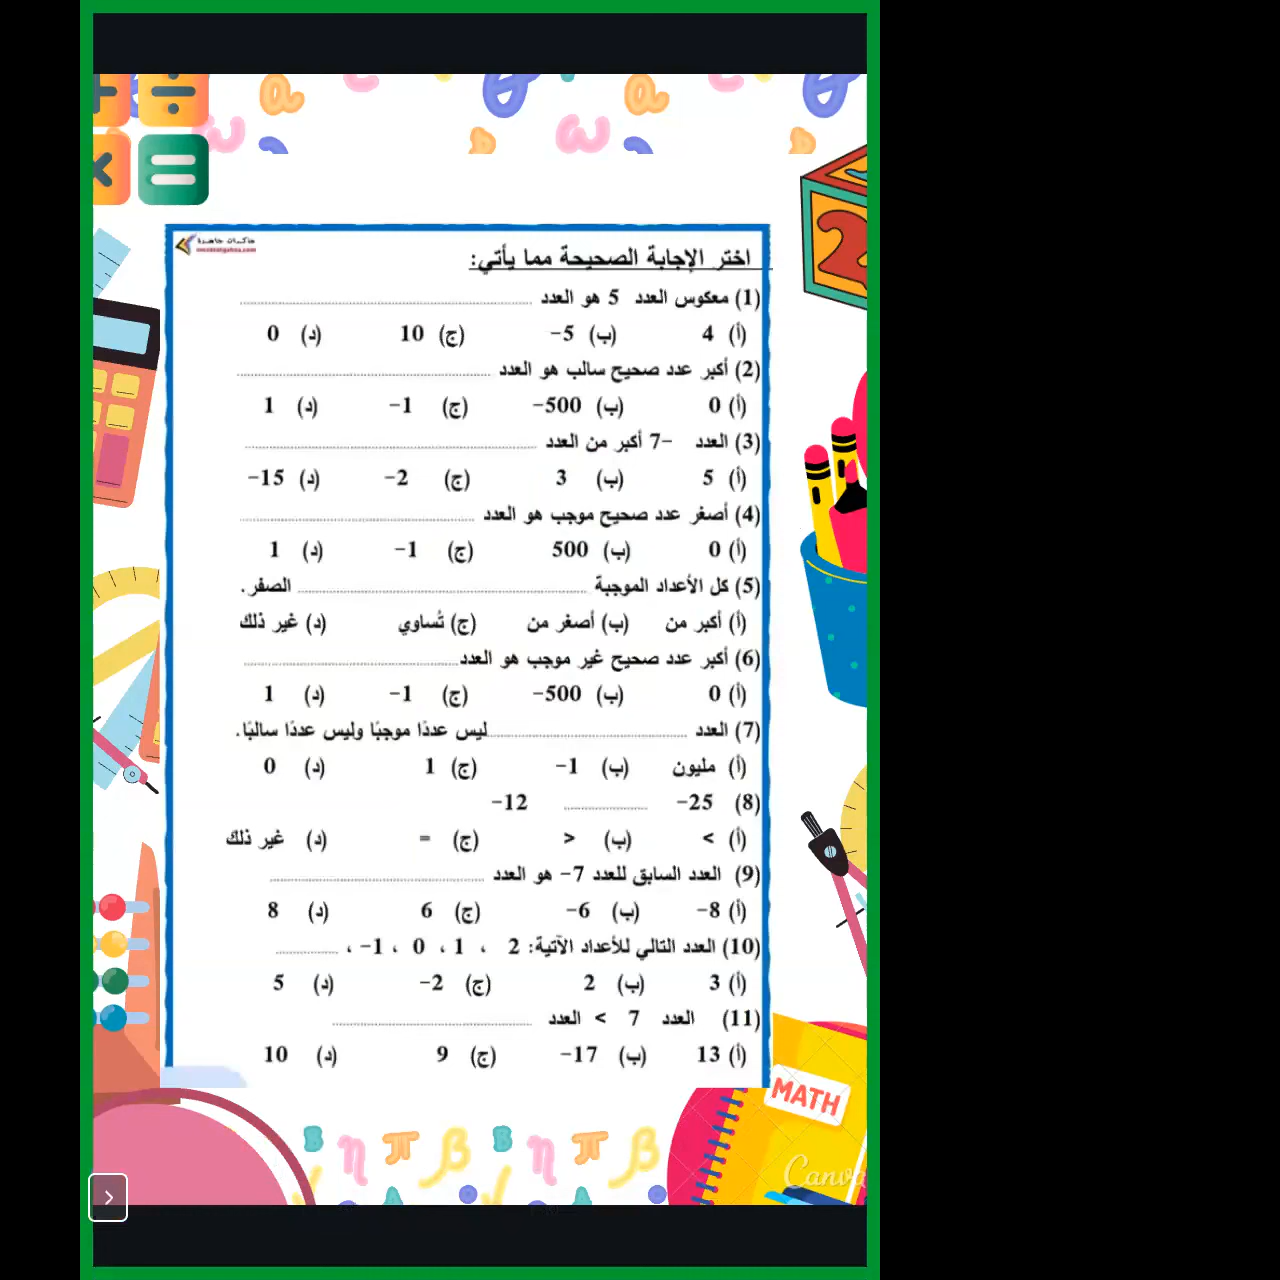 مذكرات جاهزة
اختر الإجابة الصحيحة مما يأتي:
(1) معكوس العدد 5 هو العدد ......................
(أ) 4 (ب) 5- (ج) 10 (د) 0
(2) أكبر عدد صحيح سالب هو العدد ......................
(أ) 0 (ب) 500- (ج) 1- (د) 1
(3) العدد 7- أكبر من العدد ......................
(أ) 5 (ب) 3 (ج) 2- (د) 15-
(4) أصغر عدد صحيح موجب هو العدد ......................
(أ) 0 (ب) 500 (ج) 1- (د) 1
(5) كل الأعداد الموجبة ...................... الصفر.
(أ) أكبر من (ب) أصغر من (ج) تُساوي (د) غير ذلك
(6) أكبر عدد صحيح غير موجب هو العدد ......................
(أ) 0 (ب) 500- (ج) 1- (د) 1
(7) العدد ...................... ليس عددًا موجبًا وليس عددًا سالبًا.
(أ) مليون (ب) 1- (ج) 1 (د) 0
(8) 25- ............ 12-
(أ) < (ب) > (ج) = (د) غير ذلك
(9) العدد السابق للعدد 7- هو العدد ......................
(أ) 8- (ب) 6- (ج) 6 (د) 8
(10) العدد التالي للأعداد الآتية: 2 ، 1 ، 0 ، 1- ، ............
(أ) 3 (ب) 2 (ج) 2- (د) 5
(11) العدد 7 < العدد ......................
(أ) 13 (ب) 17- (ج) 9 (د) 10
MATH
Canva